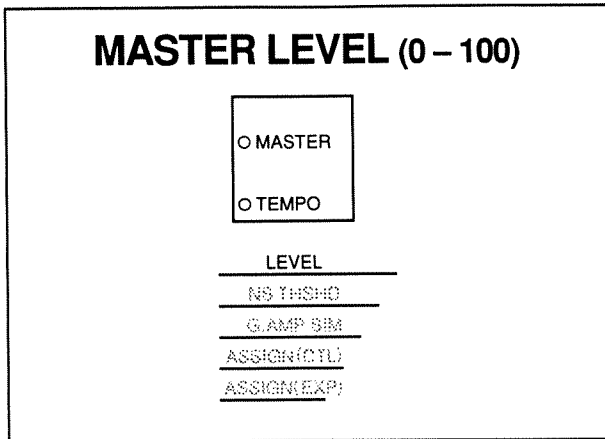 MASTER LEVEL (0 – 100)
MASTER
TEMPO
LEVEL
NS THSHD
G.AMP SIM
ASSIGN(CTL)
ASSIGN(EXP)